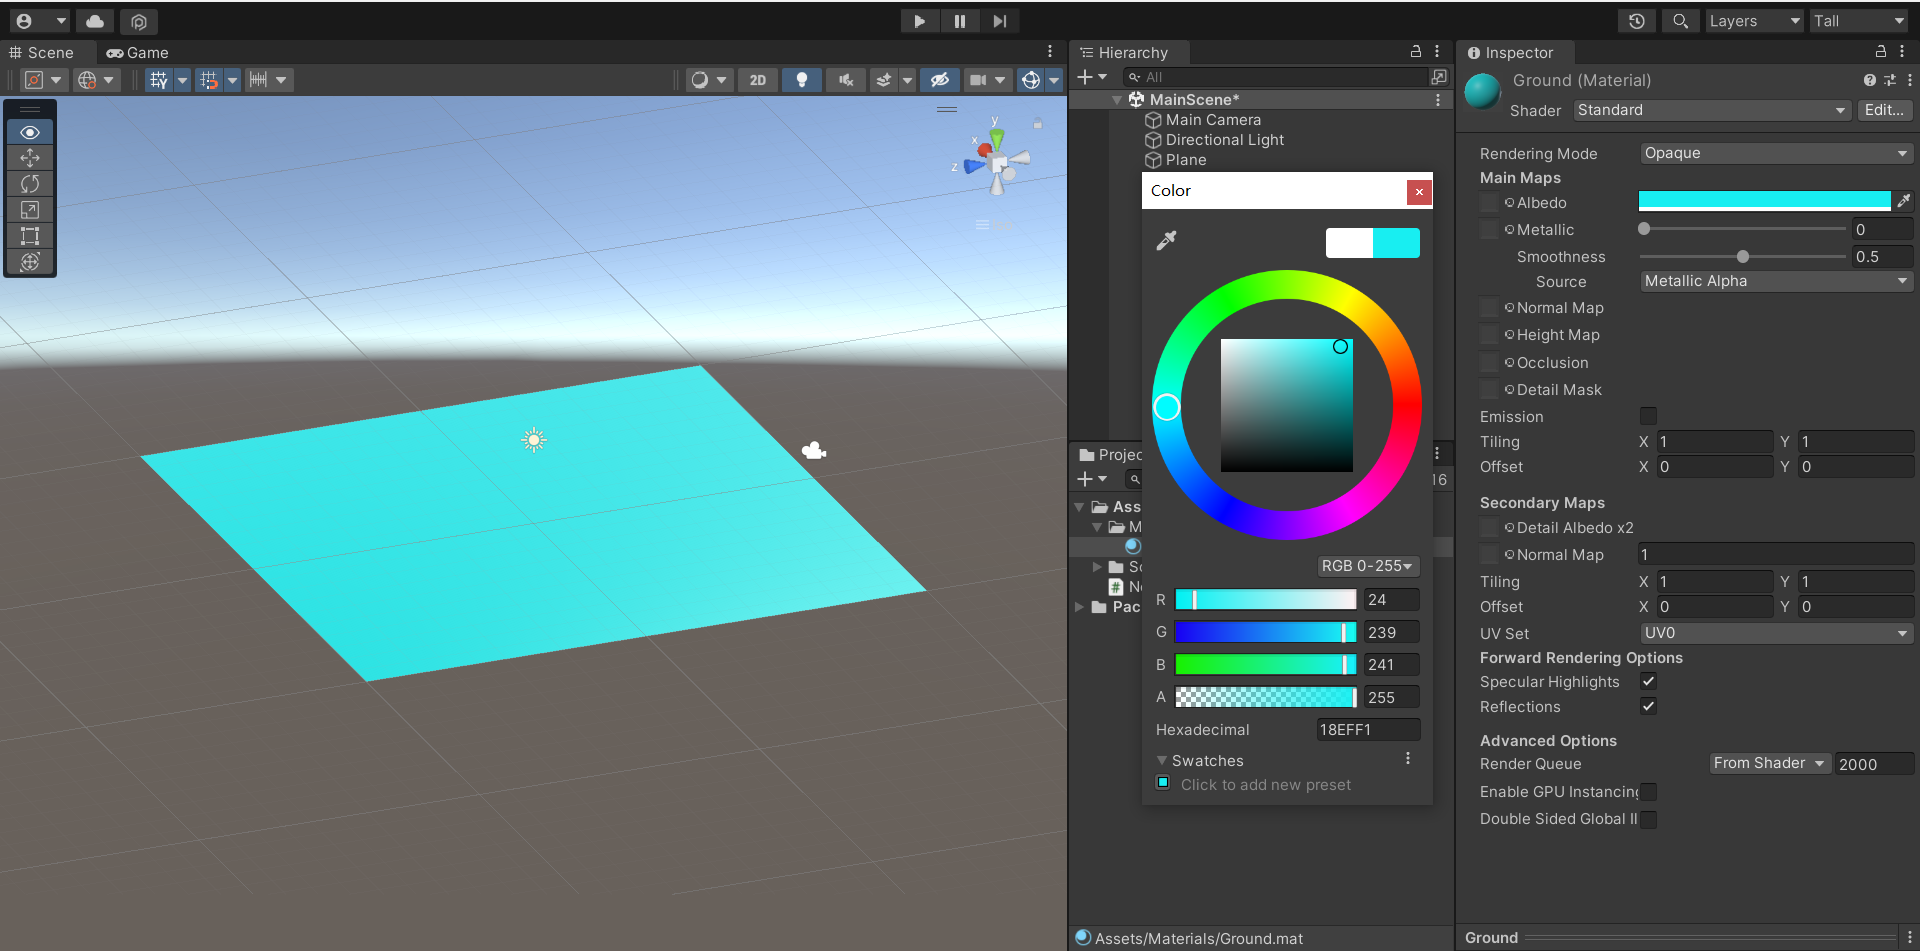 Layers
Tall
Scene
Game
2D
y
x
z
Hierarchy
All
MainScene*
Main Camera
Directional Light
Plane
Projec
16
Ass
M
Sc
Pac
Assets/Materials/Ground.mat
Color
RGB 0-255
R 24
G 239
B 241
A 255
Hexadecimal 18EFF1
Swatches
Click to add new preset
Inspector
Ground (Material)
Shader Standard Edit...
Rendering Mode Opaque
Main Maps
Albedo
Metallic 0
Smoothness 0.5
Source Metallic Alpha
Normal Map
Height Map
Occlusion
Detail Mask
Emission
Tiling X 1 Y 1
Offset X 0 Y 0
Secondary Maps
Detail Albedo x2
Normal Map 1
Tiling X 1 Y 1
Offset X 0 Y 0
UV Set UV0
Forward Rendering Options
Specular Highlights
Reflections
Advanced Options
Render Queue From Shader 2000
Enable GPU Instancing
Double Sided Global Il
Ground